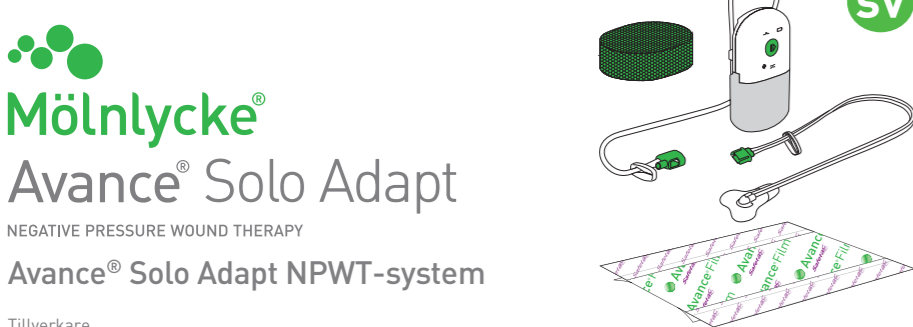 SV
Mölnlycke®
Avance® Solo Adapt
NEGATIVE PRESSURE WOUND THERAPY
Avance® Solo Adapt NPWT-system
Tillverkare